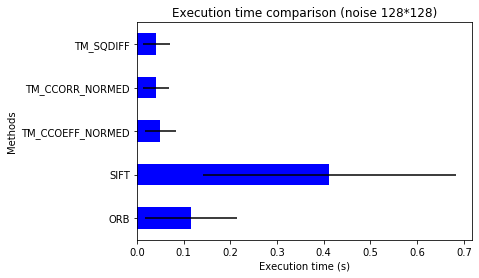 Execution time comparison (noise 128*128)
Methods
TM_SQDIFF
TM_CCORR_NORMED
TM_CCOEFF_NORMED
SIFT
ORB
0.0 0.1 0.2 0.3 0.4 0.5 0.6 0.7
Execution time (s)